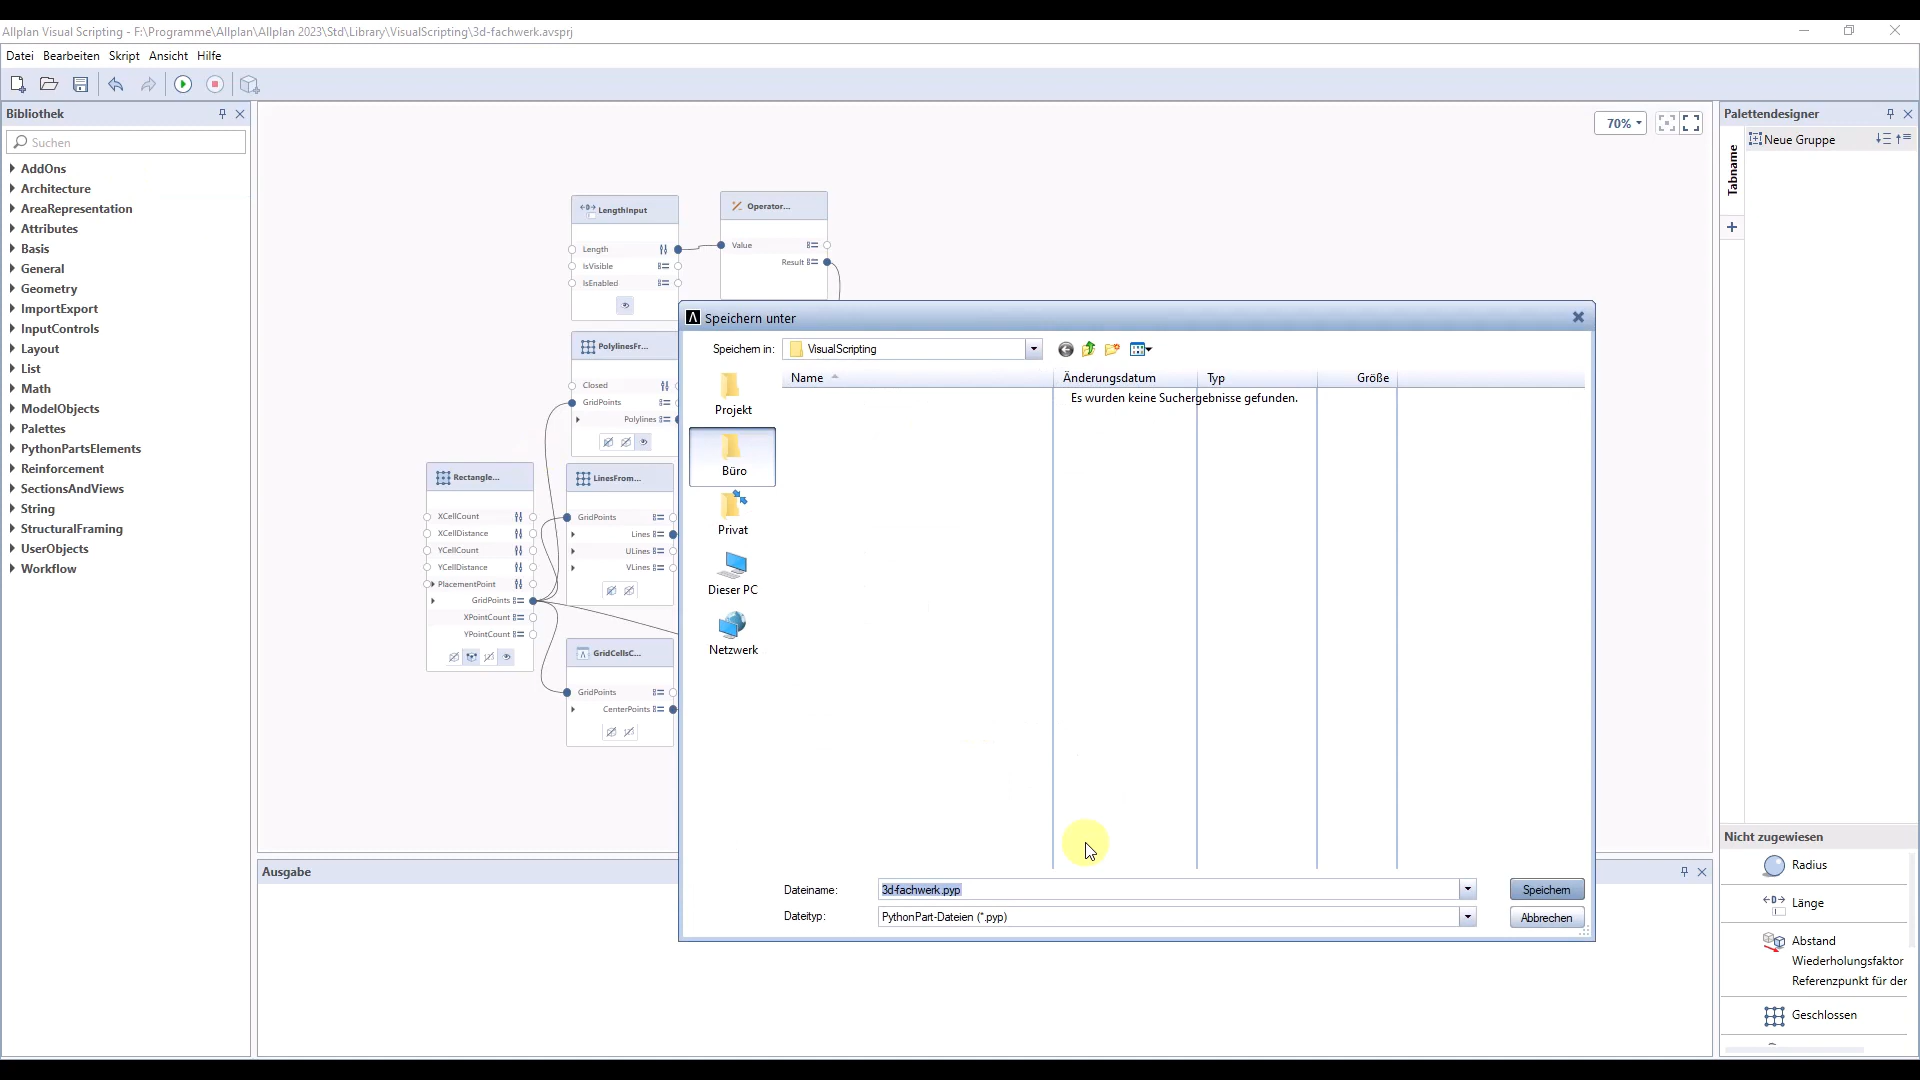 Allplan Visual Scripting - F:\Programme\Allplan\Allplan 2023\Std\Library\VisualScripting\3d-fachwerk.avsprj
Datei Bearbeiten Skript Ansicht Hilfe
Bibliothek
Suchen
AddOns
Architecture
AreaRepresentation
Attributes
Basis
General
Geometry
ImportExport
InputControls
Layout
List
Math
ModelObjects
Palettes
PythonPartsElements
Reinforcement
SectionsAndViews
String
StructuralFraming
UserObjects
Workflow
70%
LengthInput
Length
IsVisible
IsEnabled
Operator...
Value
Result
PolylinesFr...
Closed
GridPoints
Polylines
Rectangle...
XCellCount
XCellDistance
YCellCount
YCellDistance
PlacementPoint
GridPoints
XPointCount
YPointCount
LinesFrom...
GridPoints
Lines
ULines
VLines
GridCellsC...
GridPoints
CenterPoints
Speichern unter
Speichern in: VisualScripting
Name Änderungsdatum Typ Größe
Es wurden keine Suchergebnisse gefunden.
Projekt
Büro
Privat
Dieser PC
Netzwerk
Dateiname: 3d-fachwerk.pyp Speichern
Dateityp: PythonPart-Dateien (*.pyp) Abbrechen
Ausgabe
Palettendesigner
Tabname
Neue Gruppe
Nicht zugewiesen
Radius
Länge
Abstand
Wiederholungsfaktor
Referenzpunkt für der
Geschlossen